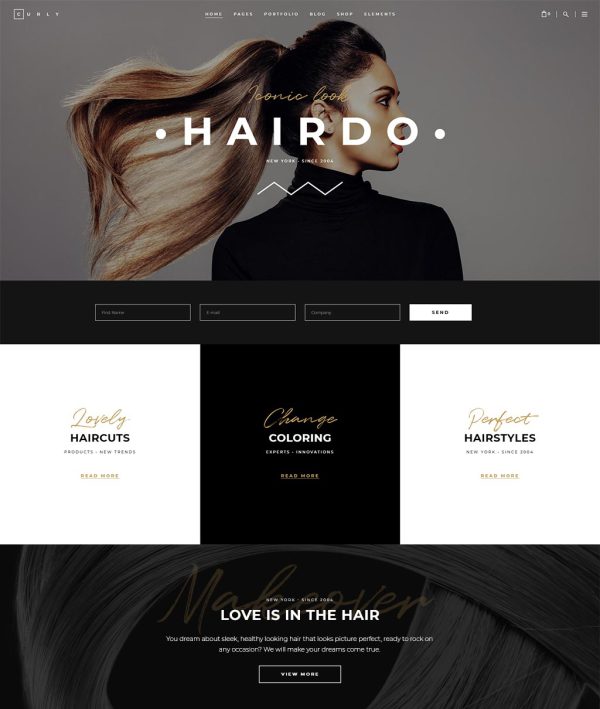 CURLY
HOME PAGES PORTFOLIO BLOG SHOP ELEMENTS
0
Iconic look
• HAIRDO •
NEW YORK - SINCE 2004
First Name
E-mail
Company
SEND
Lovely
HAIRCUTS
PRODUCTS - NEW TRENDS
READ MORE
Change
COLORING
EXPERTS - INNOVATIONS
READ MORE
Perfect
HAIRSTYLES
NEW YORK - SINCE 2004
READ MORE
Makeover
NEW YORK - SINCE 2004
LOVE IS IN THE HAIR
You dream about sleek, healthy looking hair that looks picture perfect, ready to rock on
any occasion? We will make your dreams come true.
VIEW MORE